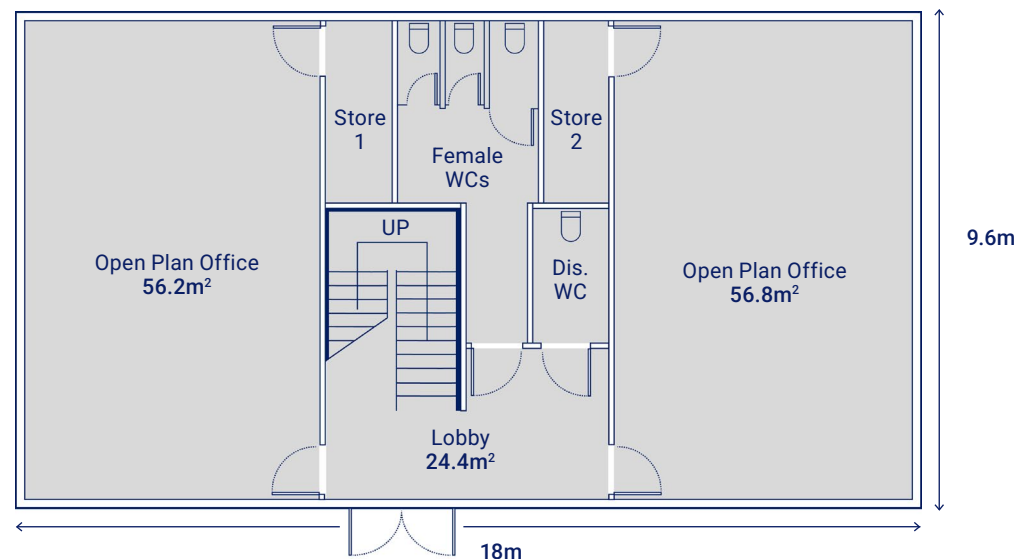 Store
1
Store
2
Female
WCs
UP
9.6m
Open Plan Office
56.2m²
Dis.
WC
Open Plan Office
56.8m²
Lobby
24.4m²
18m